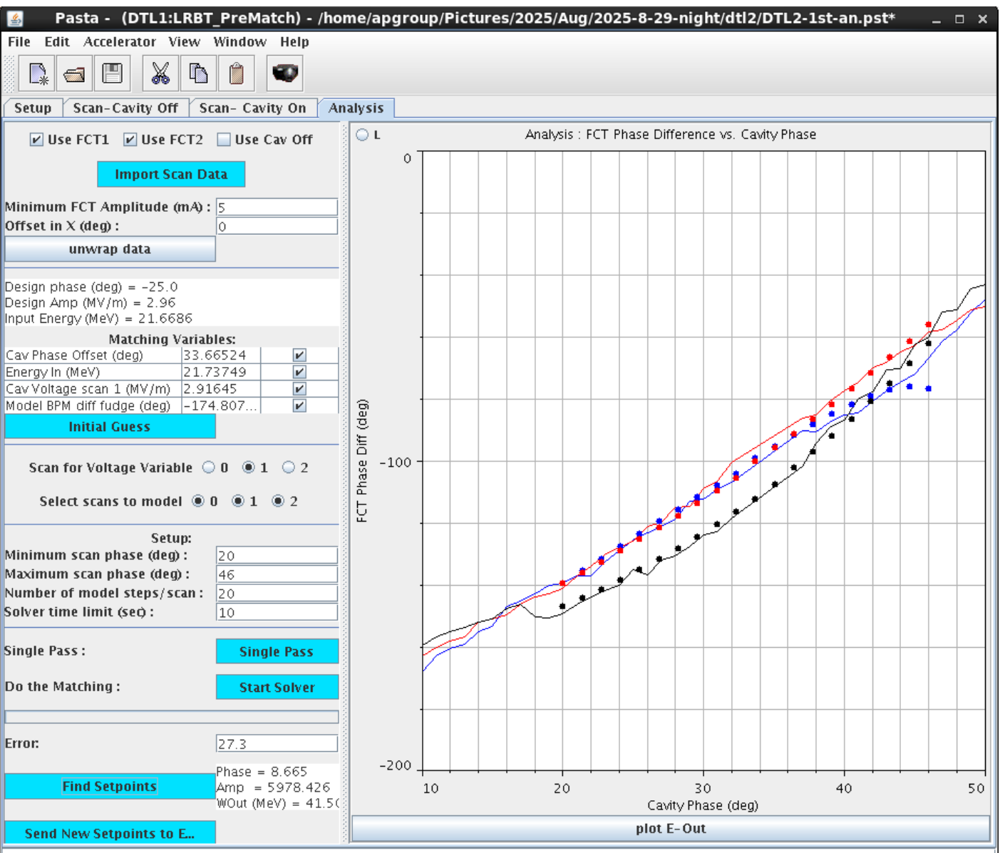 Pasta - (DTL1:LRBT_PreMatch) - /home/apgroup/Pictures/2025/Aug/2025-8-29-night/dtl2/DTL2-1st-an.pst*
File Edit Accelerator View Window Help
Setup Scan-Cavity Off Scan- Cavity On Analysis
Use FCT1 Use FCT2 Use Cav Off
Import Scan Data
Minimum FCT Amplitude (mA) : 5
Offset in X (deg) : 0
unwrap data
Design phase (deg) = -25.0
Design Amp (MV/m) = 2.96
Input Energy (MeV) = 21.6686
Matching Variables:
Cav Phase Offset (deg) 33.66524
Energy In (MeV) 21.73749
Cav Voltage scan 1 (MV/m) 2.91645
Model BPM diff fudge (deg) -174.807...
Initial Guess
Scan for Voltage Variable 0 1 2
Select scans to model 0 1 2
Setup:
Minimum scan phase (deg) : 20
Maximum scan phase (deg) : 46
Number of model steps/scan : 20
Solver time limit (sec) : 10
Single Pass : Single Pass
Do the Matching : Start Solver
Error: 27.3
Find Setpoints
Phase = 8.665
Amp = 5978.426
WOut (MeV) = 41.50
Send New Setpoints to E...
L
Analysis : FCT Phase Difference vs. Cavity Phase
0
-100
-200
FCT Phase Diff (deg)
10 20 30 40 50
Cavity Phase (deg)
plot E-Out